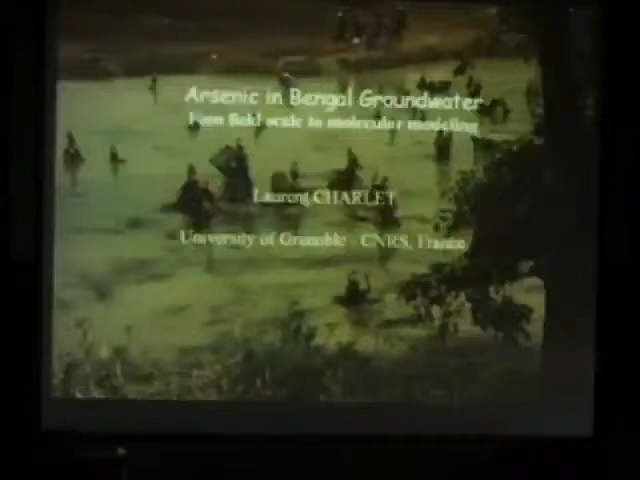 Arsenic in Bengal Groundwater
From field scale to molecular modeling
Laurent CHARLET
University of Grenoble - CNRS, France